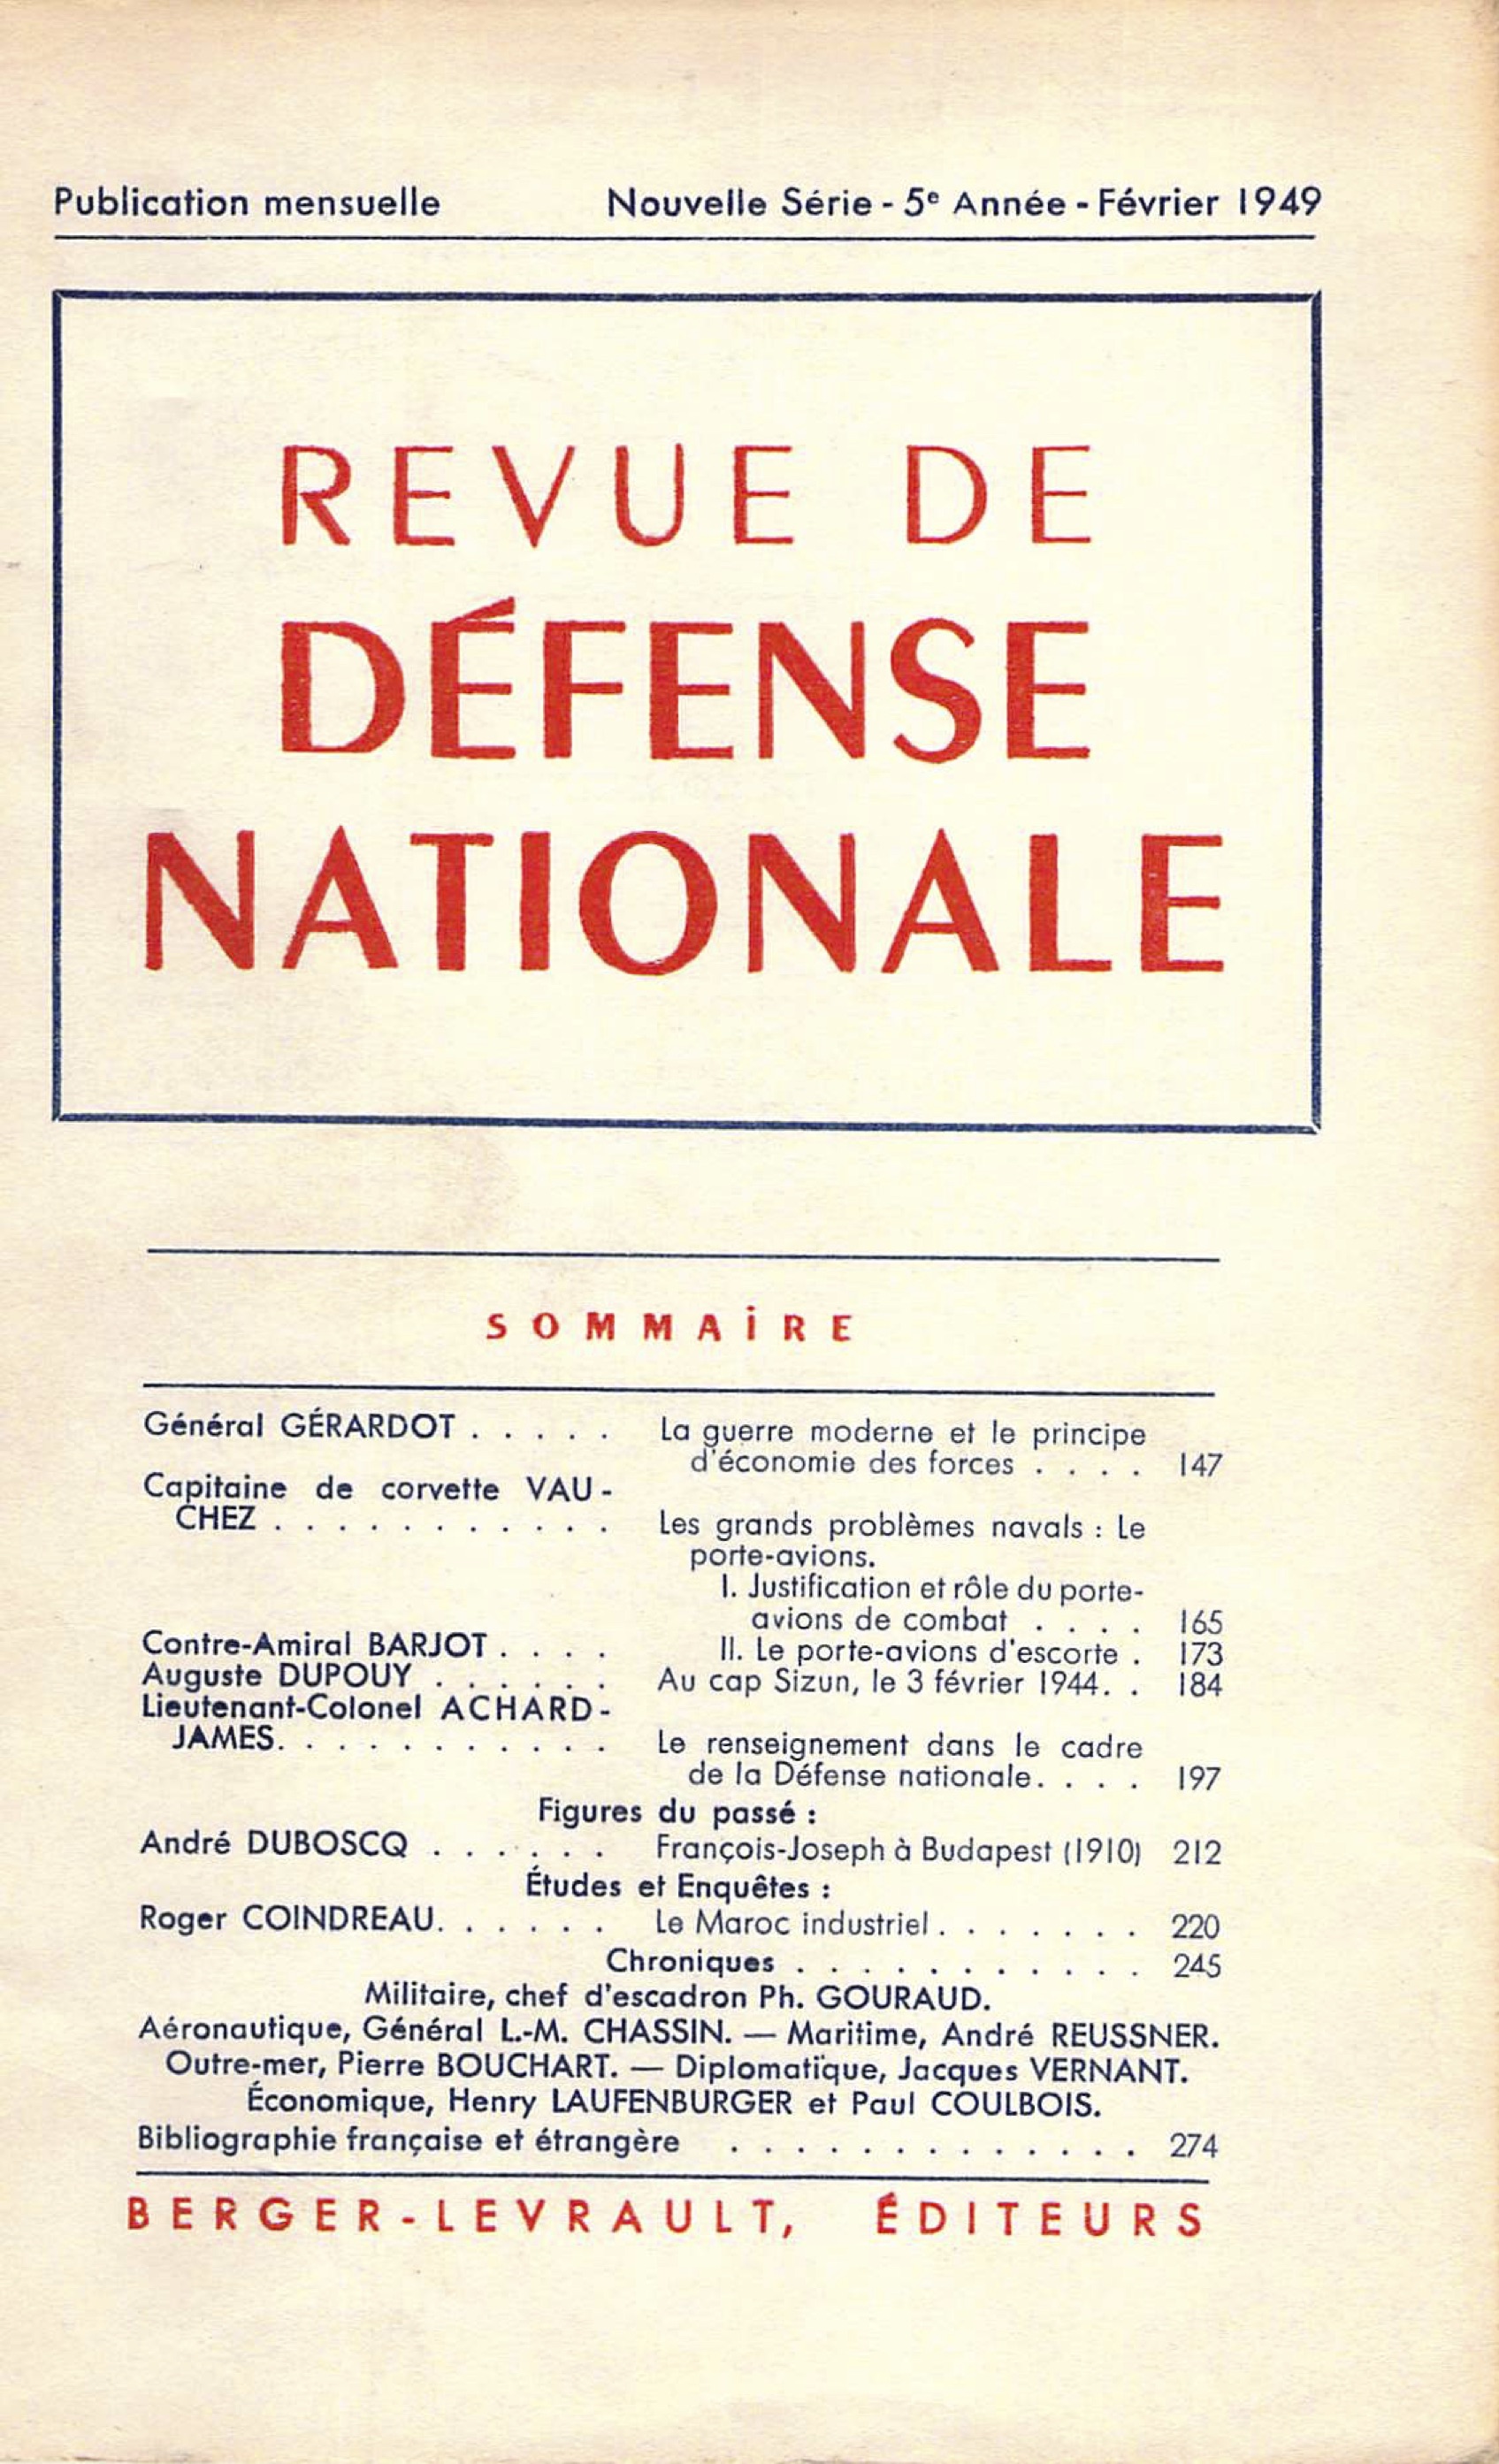 Publication mensuelle Nouvelle Série - 5e Année - Février 1949
REVUE DE
DÉFENSE
NATIONALE
SOMMAIRE
Général GÉRARDOT . . . . . La guerre moderne et le principe
d'économie des forces . . . . 147
Capitaine de corvette VAU-
CHEZ . . . . . . . . . . . Les grands problèmes navals : Le
porte-avions.
I. Justification et rôle du porte-
avions de combat . . . . 165
Contre-Amiral BARJOT . . . . II. Le porte-avions d'escorte . 173
Auguste DUPOUY . . . . . . Au cap Sizun, le 3 février 1944. . 184
Lieutenant-Colonel ACHARD-
JAMES. . . . . . . . . . . Le renseignement dans le cadre
de la Défense nationale. . . . 197
Figures du passé :
André DUBOSCQ . . . . . . François-Joseph à Budapest (1910) 212
Études et Enquêtes :
Roger COINDREAU. . . . . . Le Maroc industriel . . . . . . . 220
Chroniques . . . . . . . . . . . 245
Militaire, chef d'escadron Ph. GOURAUD.
Aéronautique, Général L.-M. CHASSIN. — Maritime, André REUSSNER.
Outre-mer, Pierre BOUCHART. — Diplomatique, Jacques VERNANT.
Économique, Henry LAUFENBURGER et Paul COULBOIS.
Bibliographie française et étrangère . . . . . . . . . . . . . 274
BERGER-LEVRAULT, ÉDITEURS